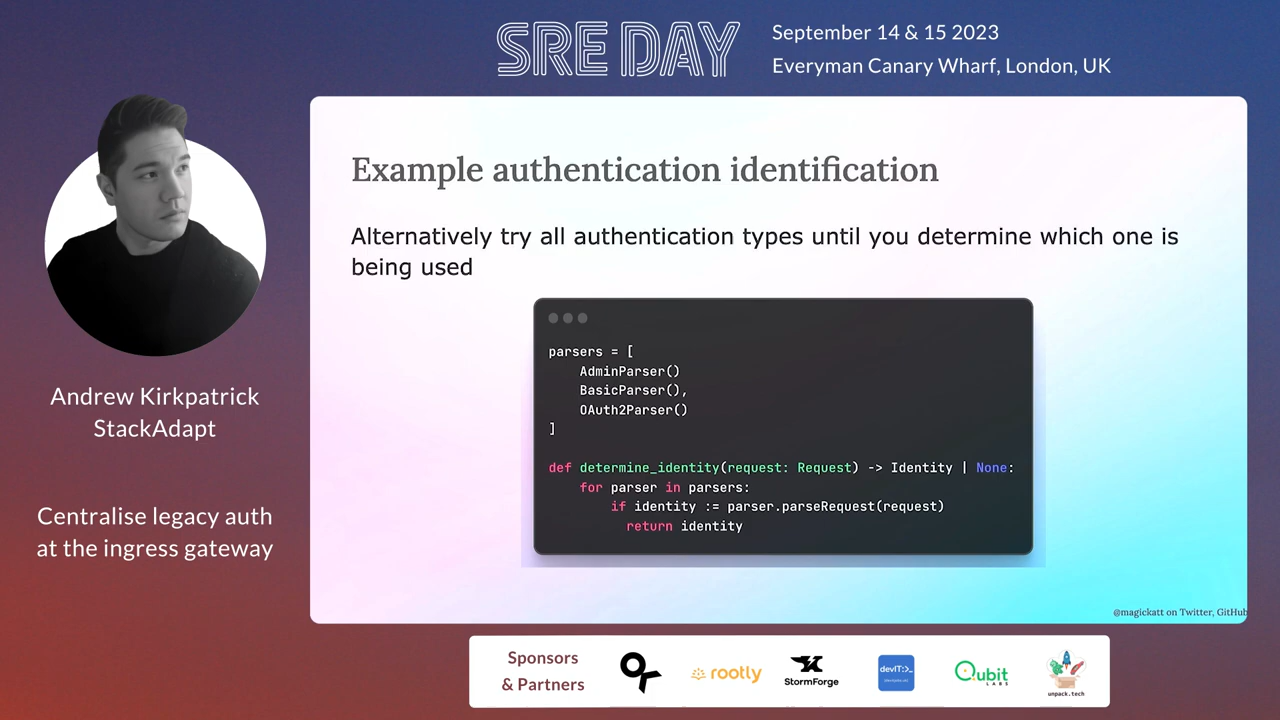 SRE DAY
September 14 & 15 2023
Everyman Canary Wharf, London, UK
Andrew Kirkpatrick
StackAdapt
Centralise legacy auth
at the ingress gateway
Example authentication identification
Alternatively try all authentication types until you determine which one is
being used
parsers = [
    AdminParser()
    BasicParser(),
    OAuth2Parser()
]
def determine_identity(request: Request) -> Identity | None:
    for parser in parsers:
        if identity := parser.parseRequest(request)
          return identity
@magickatt on Twitter, GitHub
Sponsors
& Partners
rootly
StormForge
devIT:>_
Qubit
LABS
unpack.tech